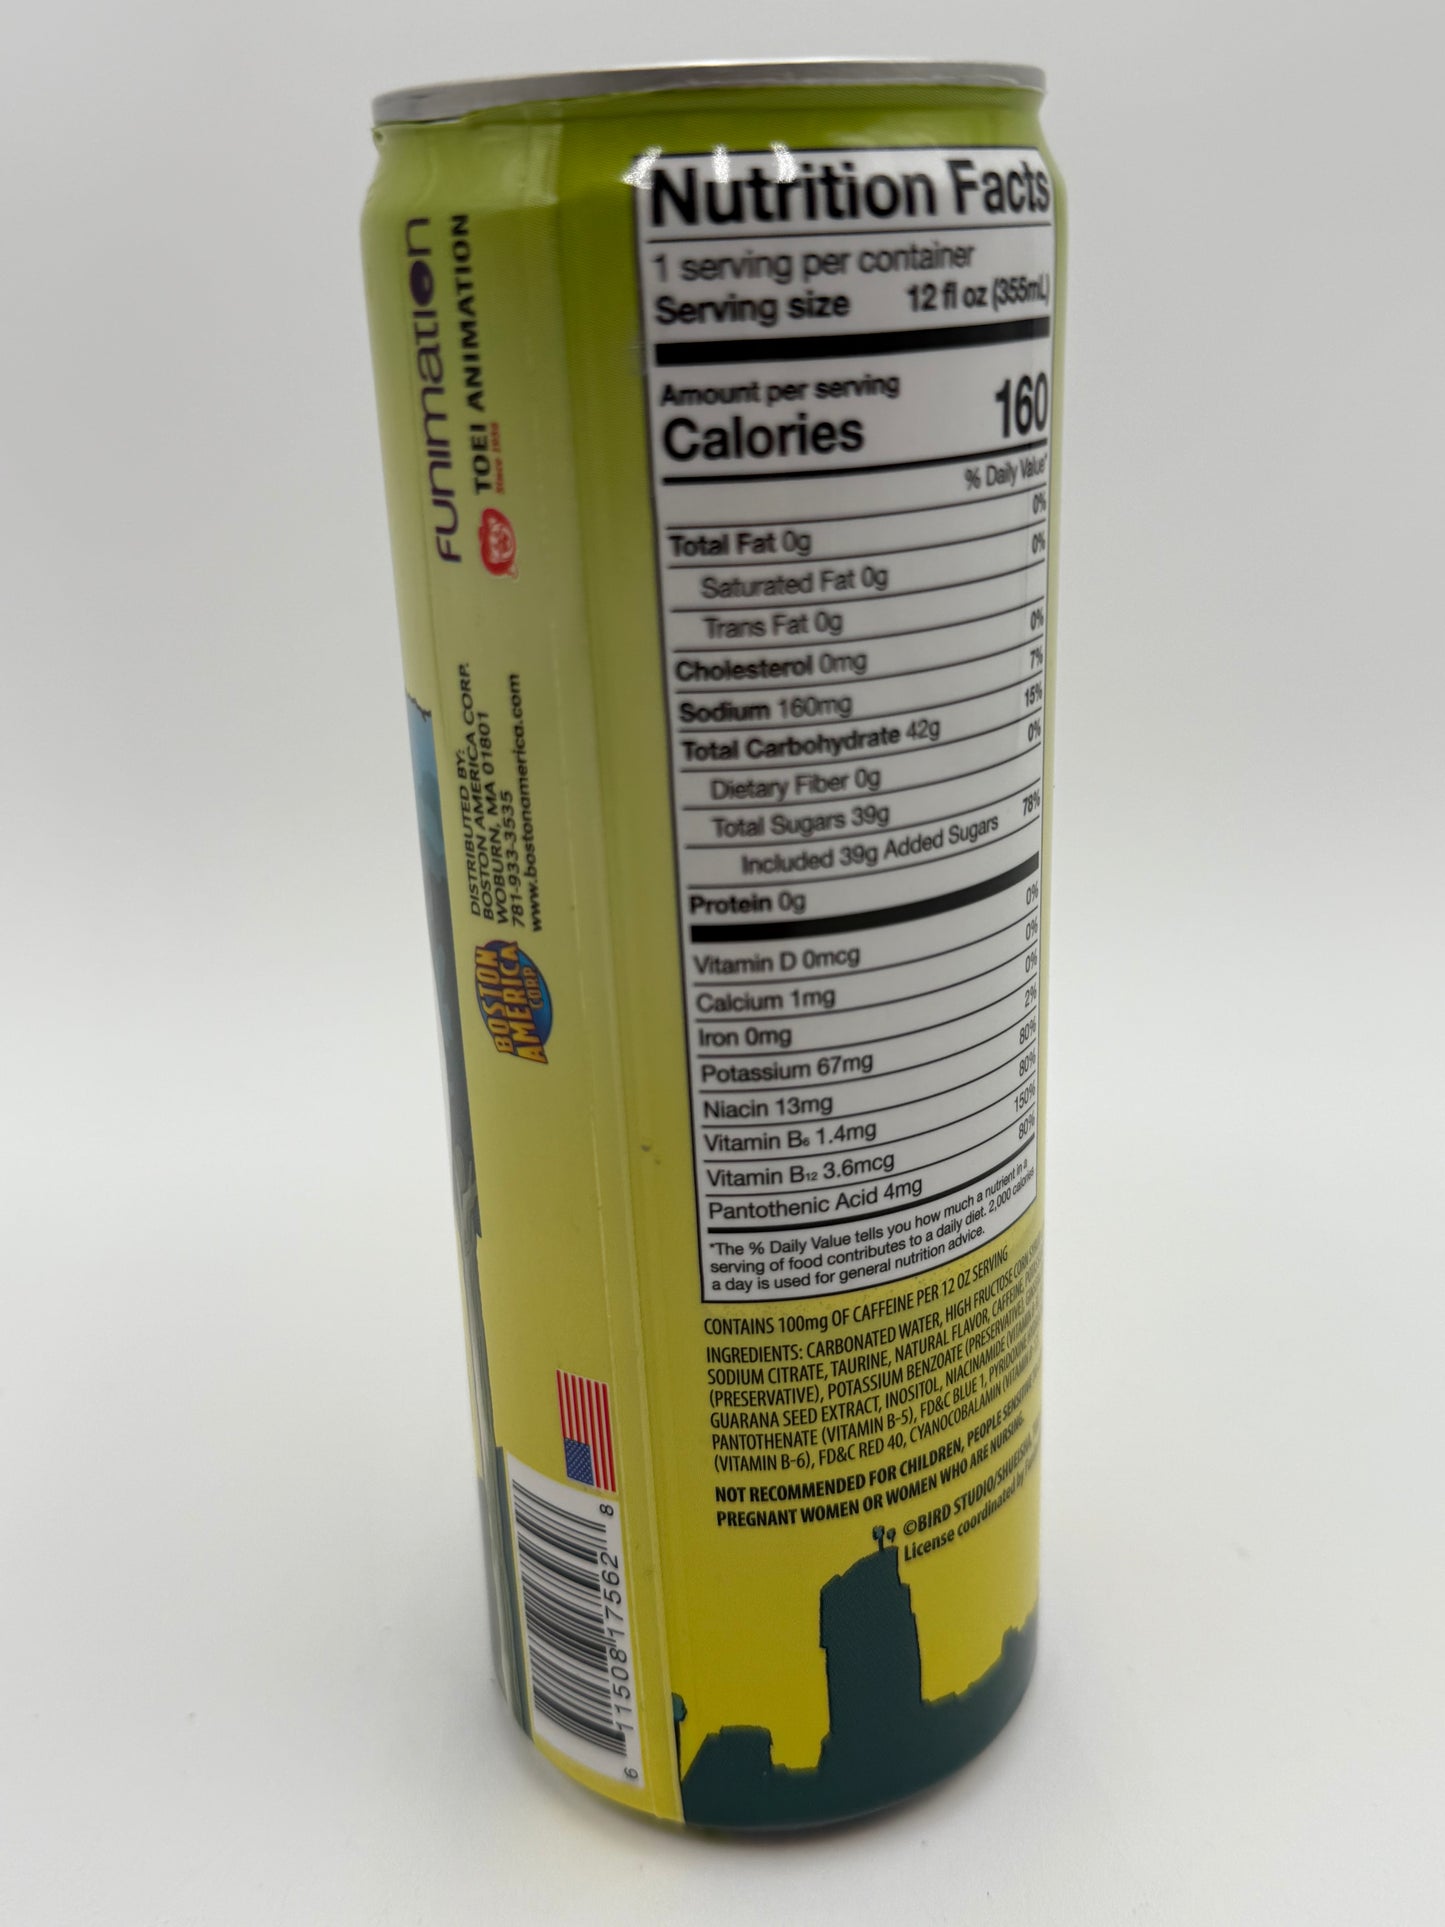 Nutrition Facts
1 serving per container
Serving size 12 fl oz (355mL)
Amount per serving
Calories 160
% Daily Value*
Total Fat 0g 0%
Saturated Fat 0g 0%
Trans Fat 0g
Cholesterol 0mg 0%
Sodium 160mg 7%
Total Carbohydrate 42g 15%
Dietary Fiber 0g 0%
Total Sugars 39g
Included 39g Added Sugars 78%
Protein 0g
Vitamin D 0mcg 0%
Calcium 1mg 0%
Iron 0mg 0%
Potassium 67mg 2%
Niacin 13mg 80%
Vitamin B6 1.4mg 80%
Vitamin B12 3.6mcg 150%
Pantothenic Acid 4mg 80%
*The % Daily Value tells you how much a nutrient in a
serving of food contributes to a daily diet. 2,000 calories
a day is used for general nutrition advice.
CONTAINS 100mg OF CAFFEINE PER 12 OZ SERVING
INGREDIENTS: CARBONATED WATER, HIGH FRUCTOSE CORN
SODIUM CITRATE, TAURINE, NATURAL FLAVOR, CAFFEINE,
(PRESERVATIVE), POTASSIUM BENZOATE (PRESERVATIVE),
GUARANA SEED EXTRACT, INOSITOL, NIACINAMIDE
PANTOTHENATE (VITAMIN B-5), FD&C BLUE 1, PYRIDOXINE
(VITAMIN B-6), FD&C RED 40, CYANOCOBALAMIN
NOT RECOMMENDED FOR CHILDREN, PEOPLE SENSITIVE
PREGNANT WOMEN OR WOMEN WHO ARE NURSING.
©BIRD STUDIO/SHUEISHA,
License coordinated by
FUNIMATION
TOEI ANIMATION
Since 1956
DISTRIBUTED BY:
BOSTON AMERICA CORP.
WOBURN, MA 01801
781-933-3535
www.bostonamerica.com
BOSTON
AMERICA
CORP
6 11508 17562 8